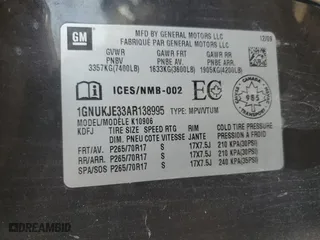 GM
MFD BY GENERAL MOTORS LLC
FABRIQUÉ PAR GENERAL MOTORS LLC
12/09
GVWR GAWR FRT GAWR RR
PNBV PNBE AV. PNBE ARR.
3357KG(7400LB) 1633KG(3600LB) 1905KG(4200LB)
ICES/NMB-002
CANADA
985
1GNUKJE33AR138995 TYPE: MPV/VTUM
MODEL/MODÈLE K10906
KDFJ TIRE SIZE SPEED RTG RIM COLD TIRE PRESSURE
DIM. PNEU COTE VITESSE JANTE PRESSION A FROID
FRT/AV. P265/70R17 S 17X7.5J 210 KPA(30PSI)
RR/ARR. P265/70R17 S 17X7.5J 210 KPA(30PSI)
SPA/SOS P265/70R17 S 17X7.5J 240 KPA(35PSI)
DREAMBID